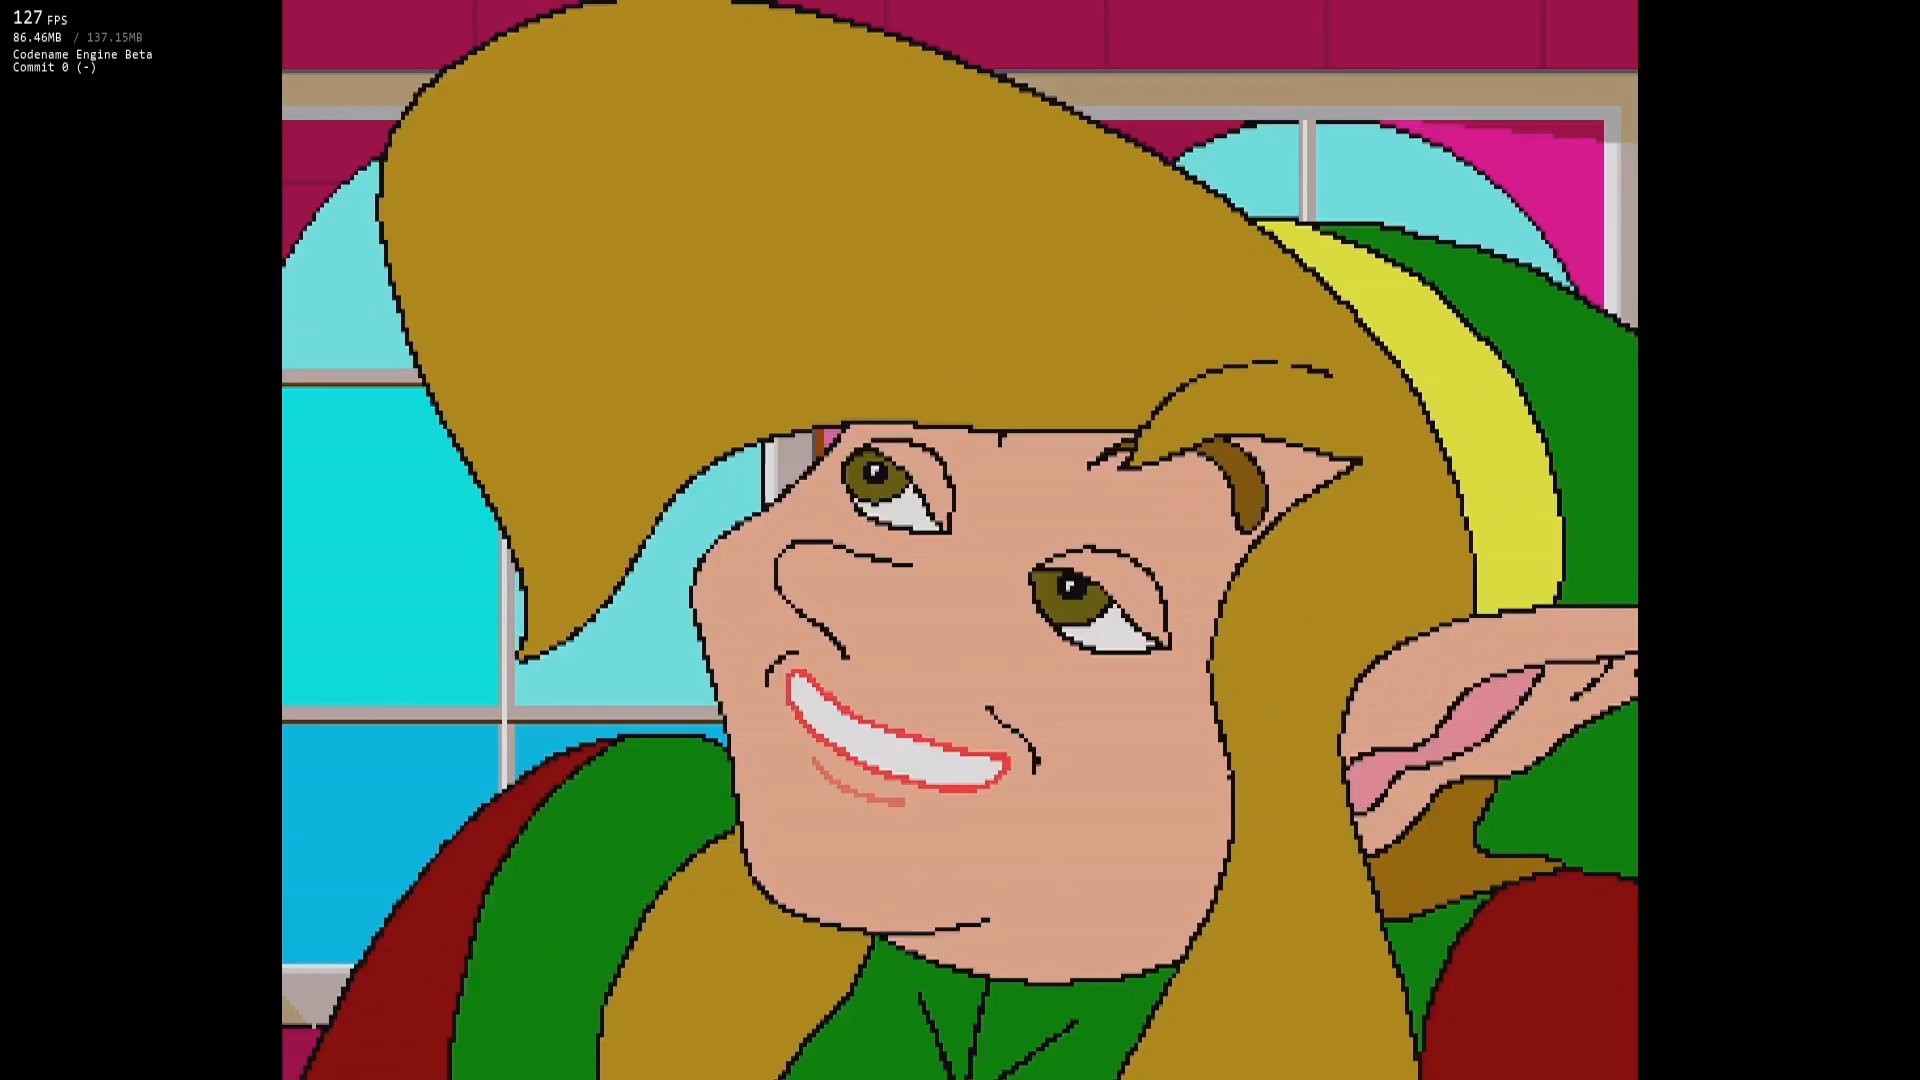 127 FPS
86.46MB / 137.15MB
Codename Engine Beta
Commit 0 (-)